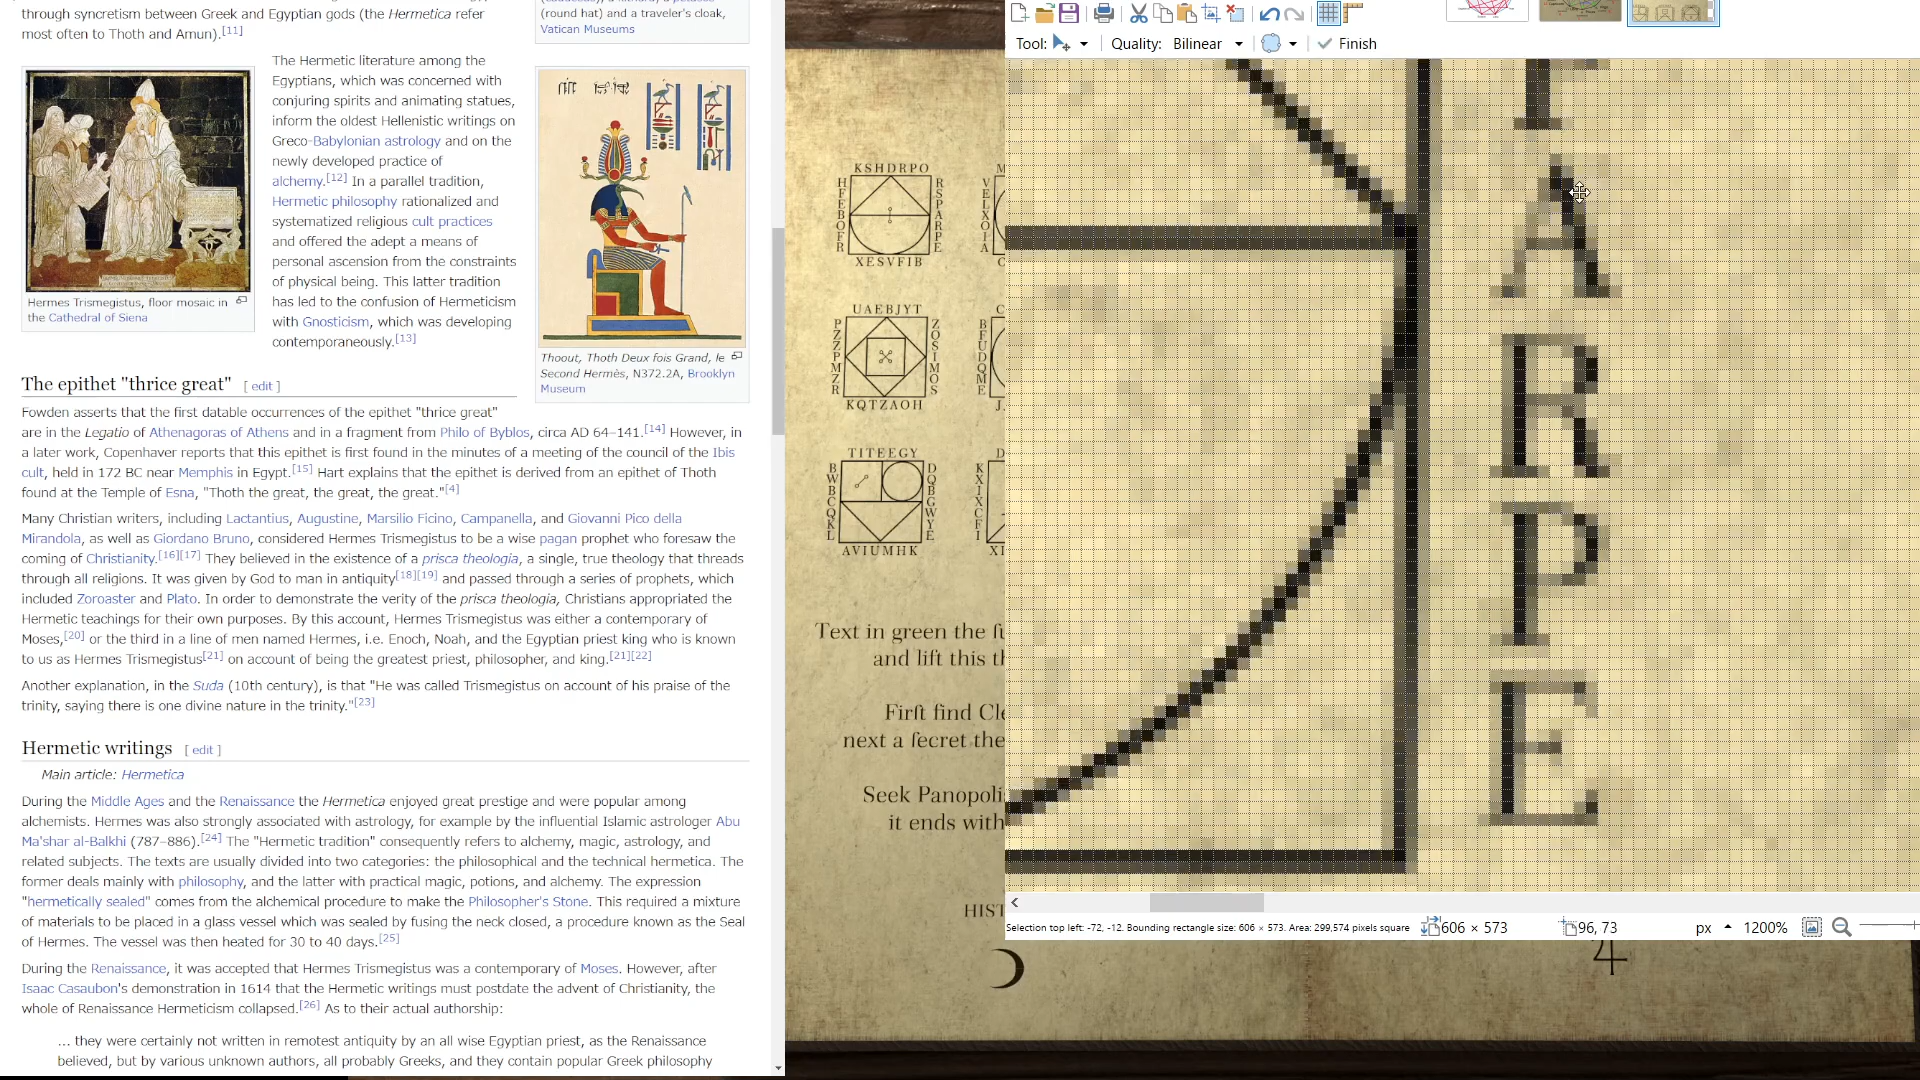 through syncretism between Greek and Egyptian gods (the Hermetica refer
most often to Thoth and Amun).[11]
(round hat) and a traveler's cloak,
Vatican Museums
The Hermetic literature among the
Egyptians, which was concerned with
conjuring spirits and animating statues,
inform the oldest Hellenistic writings on
Greco-Babylonian astrology and on the
newly developed practice of
alchemy.[12] In a parallel tradition,
Hermetic philosophy rationalized and
systematized religious cult practices
and offered the adept a means of
personal ascension from the constraints
of physical being. This latter tradition
has led to the confusion of Hermeticism
with Gnosticism, which was developing
contemporaneously.[13]
Hermes Trismegistus, floor mosaic in
the Cathedral of Siena
Thoout, Thoth Deux fois Grand, le
Second Hermés, N372.2A, Brooklyn
Museum
The epithet "thrice great" [ edit ]
Fowden asserts that the first datable occurrences of the epithet "thrice great"
are in the Legatio of Athenagoras of Athens and in a fragment from Philo of Byblos, circa AD 64–141.[14] However, in
a later work, Copenhaver reports that this epithet is first found in the minutes of a meeting of the council of the Ibis
cult, held in 172 BC near Memphis in Egypt.[15] Hart explains that the epithet is derived from an epithet of Thoth
found at the Temple of Esna, "Thoth the great, the great, the great."[4]
Many Christian writers, including Lactantius, Augustine, Marsilio Ficino, Campanella, and Giovanni Pico della
Mirandola, as well as Giordano Bruno, considered Hermes Trismegistus to be a wise pagan prophet who foresaw the
coming of Christianity.[16][17] They believed in the existence of a prisca theologia, a single, true theology that threads
through all religions. It was given by God to man in antiquity[18][19] and passed through a series of prophets, which
included Zoroaster and Plato. In order to demonstrate the verity of the prisca theologia, Christians appropriated the
Hermetic teachings for their own purposes. By this account, Hermes Trismegistus was either a contemporary of
Moses,[20] or the third in a line of men named Hermes, i.e. Enoch, Noah, and the Egyptian priest king who is known
to us as Hermes Trismegistus[21] on account of being the greatest priest, philosopher, and king.[21][22]
Another explanation, in the Suda (10th century), is that "He was called Trismegistus on account of his praise of the
trinity, saying there is one divine nature in the trinity."[23]
Hermetic writings [ edit ]
Main article: Hermetica
During the Middle Ages and the Renaissance the Hermetica enjoyed great prestige and were popular among
alchemists. Hermes was also strongly associated with astrology, for example by the influential Islamic astrologer Abu
Ma'shar al-Balkhi (787–886).[24] The "Hermetic tradition" consequently refers to alchemy, magic, astrology, and
related subjects. The texts are usually divided into two categories: the philosophical and the technical hermetica. The
former deals mainly with philosophy, and the latter with practical magic, potions, and alchemy. The expression
"hermetically sealed" comes from the alchemical procedure to make the Philosopher's Stone. This required a mixture
of materials to be placed in a glass vessel which was sealed by fusing the neck closed, a procedure known as the Seal
of Hermes. The vessel was then heated for 30 to 40 days.[25]
During the Renaissance, it was accepted that Hermes Trismegistus was a contemporary of Moses. However, after
Isaac Casaubon's demonstration in 1614 that the Hermetic writings must postdate the advent of Christianity, the
whole of Renaissance Hermeticism collapsed.[26] As to their actual authorship:
... they were certainly not written in remotest antiquity by an all wise Egyptian priest, as the Renaissance
believed, but by various unknown authors, all probably Greeks, and they contain popular Greek philosophy
KSHDRPO
HFEBOFR
RSPARPE
XESVFIB
VELXOIA
C
UAEBJYT
PZZPMZR
ZOSIMOS
KQTZAOH
C
BFUDQME
J
TITEEGY
BWBCQKL
DQBGWYE
AVIUMHK
D
KXIXCFI
XI
Text in green the
and lift this
Firſt find
next a ſecret
Seek
it ends with
Tool:
Quality: Bilinear
Finish
A
R
P
E
Selection top left: -72, -12. Bounding rectangle size: 606 × 573. Area: 299,574 pixels square
606 × 573
96, 73
px
1200%